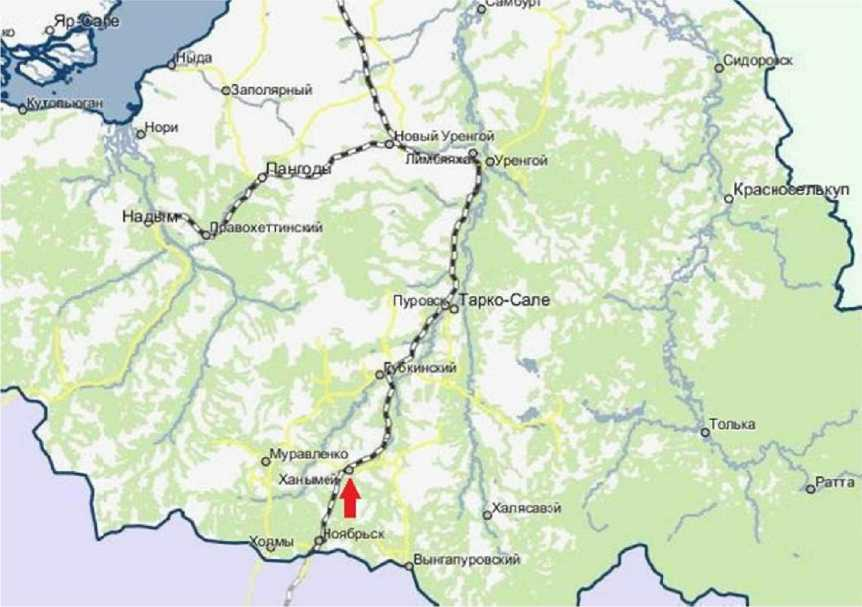 Самбург
Яр-Сале
ко
Ныда
Сидоровск
Заполярный
Кутопьюган
Нори
Новый Уренгой
Лимбяяха
Уренгой
Пангоды
Красноселькуп
Надым
Правохеттинский
Пуровск
Тарко-Сале
Губкинский
Толька
Муравленко
Ханымей
Ратта
Халясавэй
Холмы
Ноябрьск
Вынгапуровский